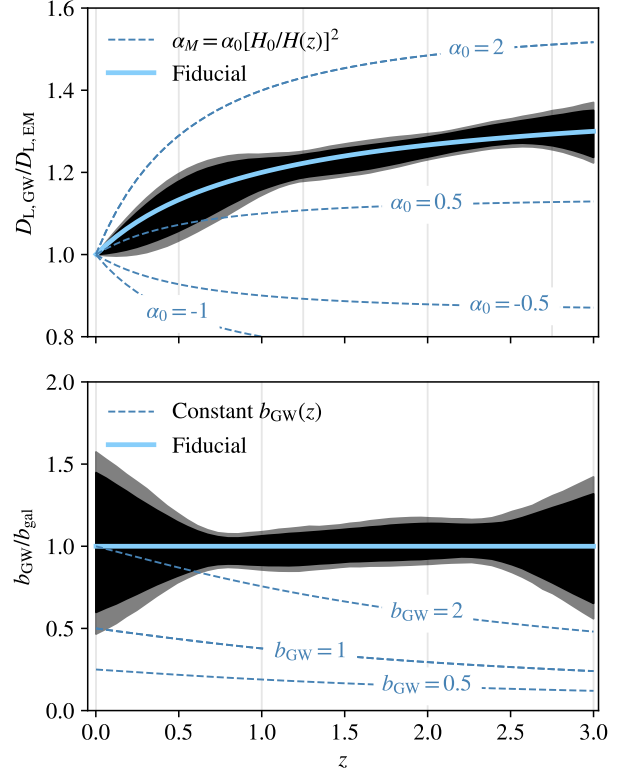 1.6
1.4
1.2
1.0
0.8
D_L,GW/D_L,EM
α_M = α_0[H_0/H(z)]^2
Fiducial
α_0 = 2
α_0 = 0.5
α_0 = -0.5
α_0 = -1
2.0
1.5
1.0
0.5
0.0
b_GW/b_gal
Constant b_GW(z)
Fiducial
b_GW = 2
b_GW = 1
b_GW = 0.5
0.0 0.5 1.0 1.5 2.0 2.5 3.0
z